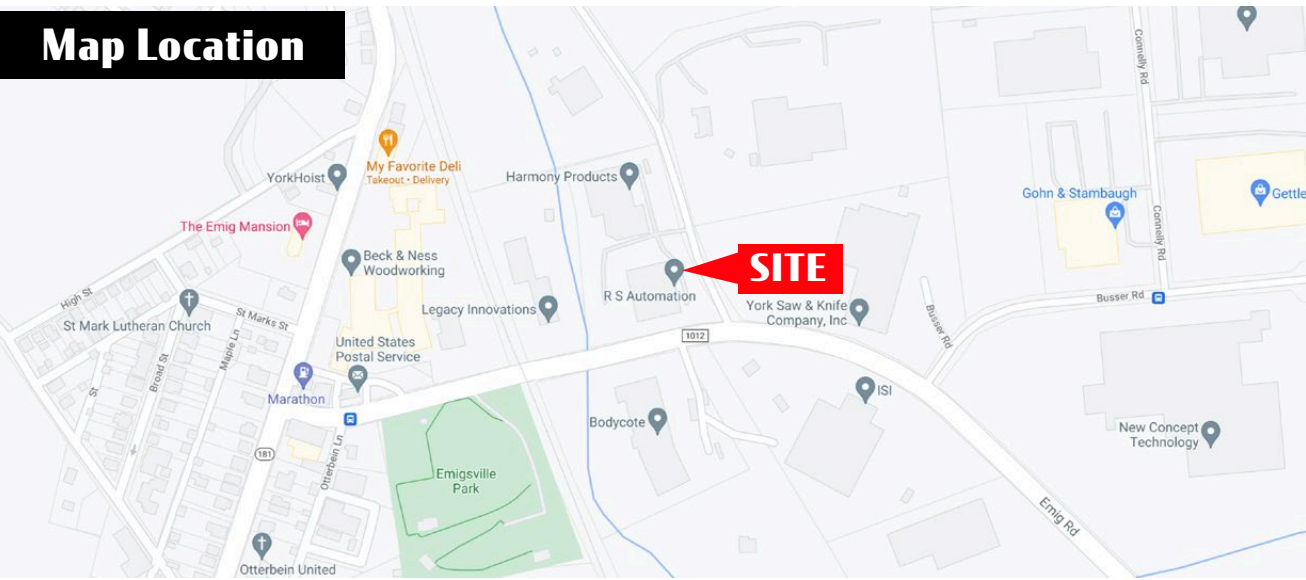 Map Location
Connelly Rd
My Favorite Deli
Takeout • Delivery
YorkHoist
Harmony Products
Gohn & Stambaugh
Gettle
The Emig Mansion
Connelly Rd
Beck & Ness
Woodworking
SITE
R S Automation
High St
St Mark Lutheran Church
St Marks St
Legacy Innovations
York Saw & Knife
Company, Inc
Busser Rd
Busser Rd
Maple Ln
United States
Postal Service
1012
Broad St
St
Marathon
ISI
Bodycote
New Concept
Technology
181
Otterbein Ln
Emigsville
Park
Emig Rd
Otterbein United